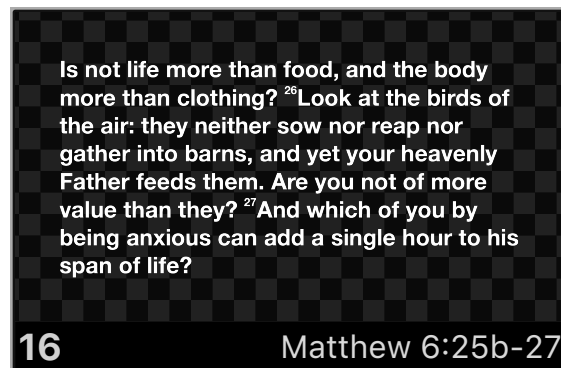 Is not life more than food, and the body
more than clothing? ²⁶Look at the birds of
the air: they neither sow nor reap nor
gather into barns, and yet your heavenly
Father feeds them. Are you not of more
value than they? ²⁷And which of you by
being anxious can add a single hour to his
span of life?
16
Matthew 6:25b-27